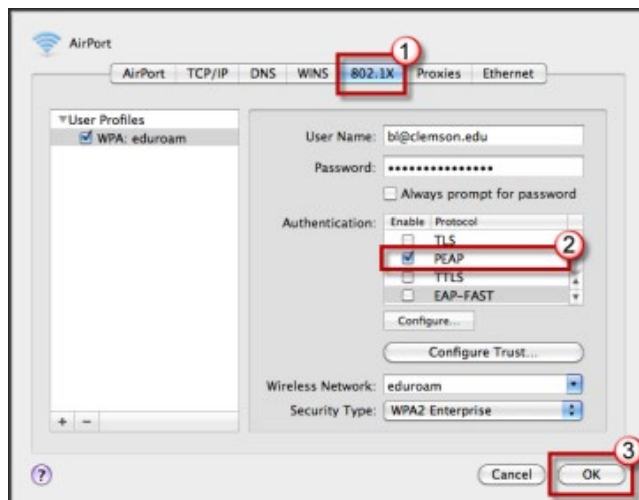 AirPort
1
AirPort TCP/IP DNS WINS 802.1X Proxies Ethernet
User Profiles
WPA: eduroam
User Name: bl@clemson.edu
Password: •••••••••••••••
Always prompt for password
Authentication: Enable Protocol
TLS
2
PEAP
TTLS
EAP-FAST
Configure...
Configure Trust...
Wireless Network: eduroam
Security Type: WPA2 Enterprise
+ −
3
?
Cancel OK